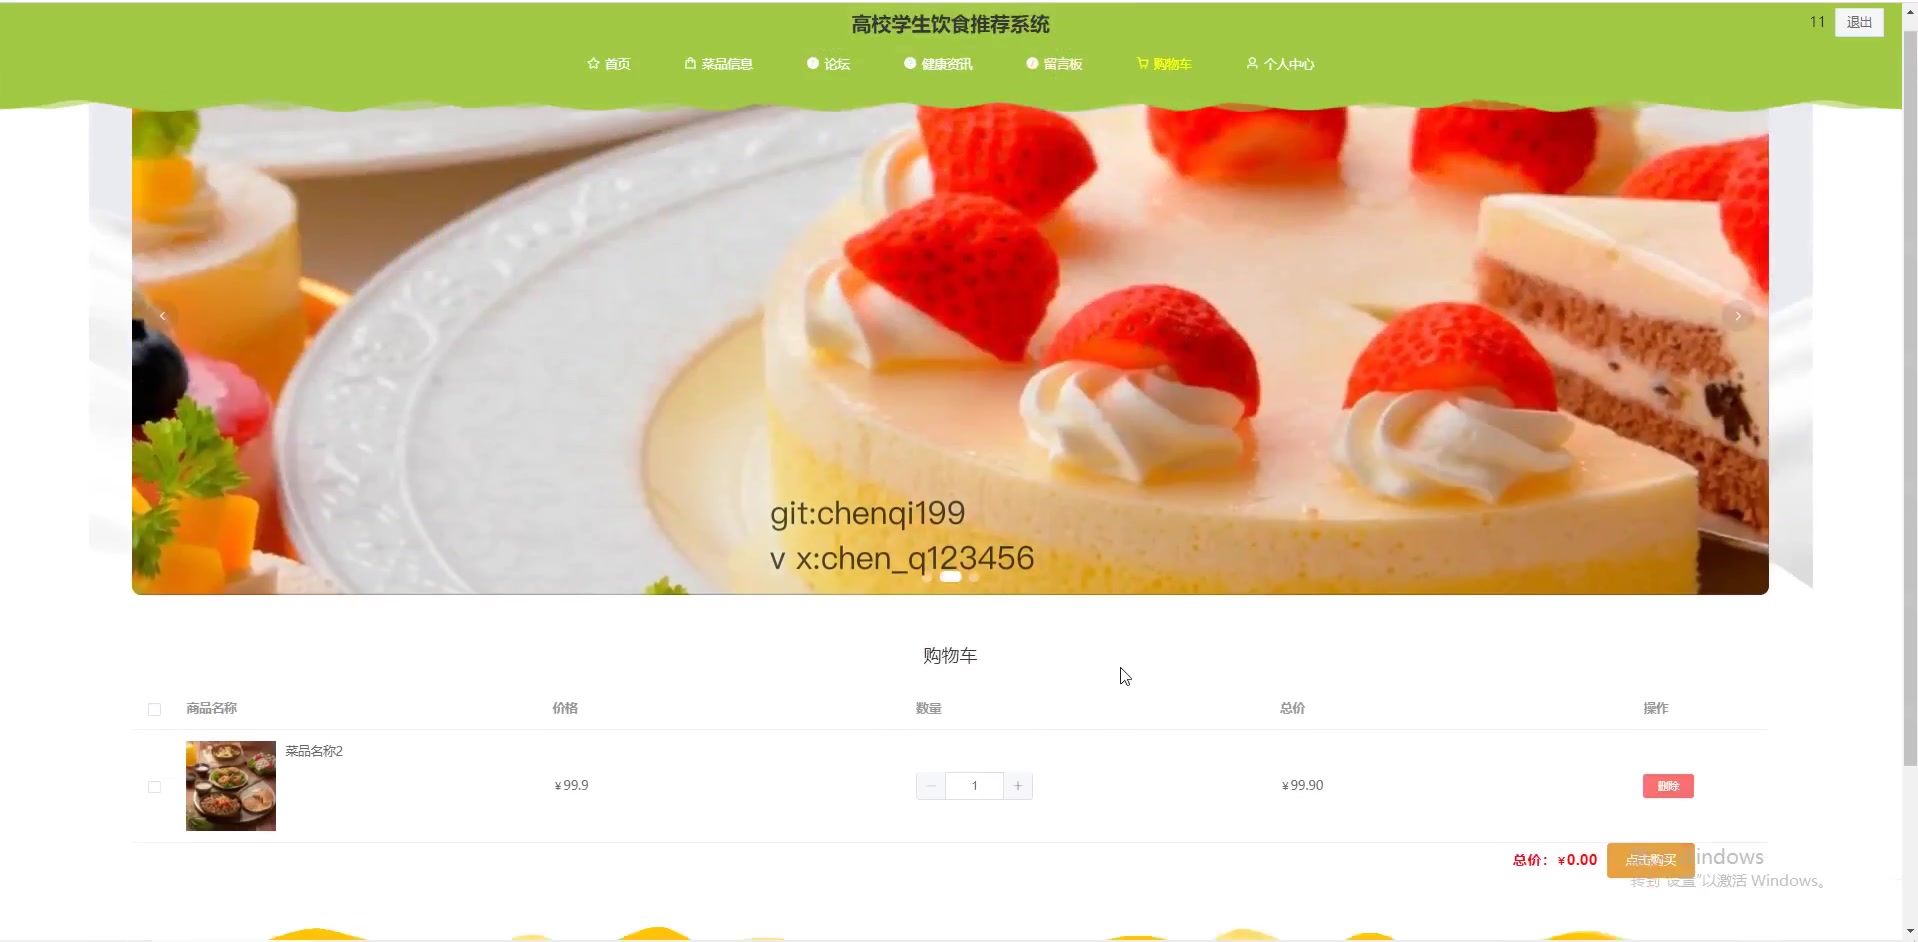 高校学生饮食推荐系统
11 退出
首页 菜品信息 论坛 健康资讯 留言板 购物车 个人中心
git:chenqi199
v x:chen_q123456
购物车
商品名称 价格 数量 总价 操作
菜品名称2
¥99.9 1 ¥99.90 删除
总价：¥0.00 点击购买
indows
转到"设置"以激活 Windows。